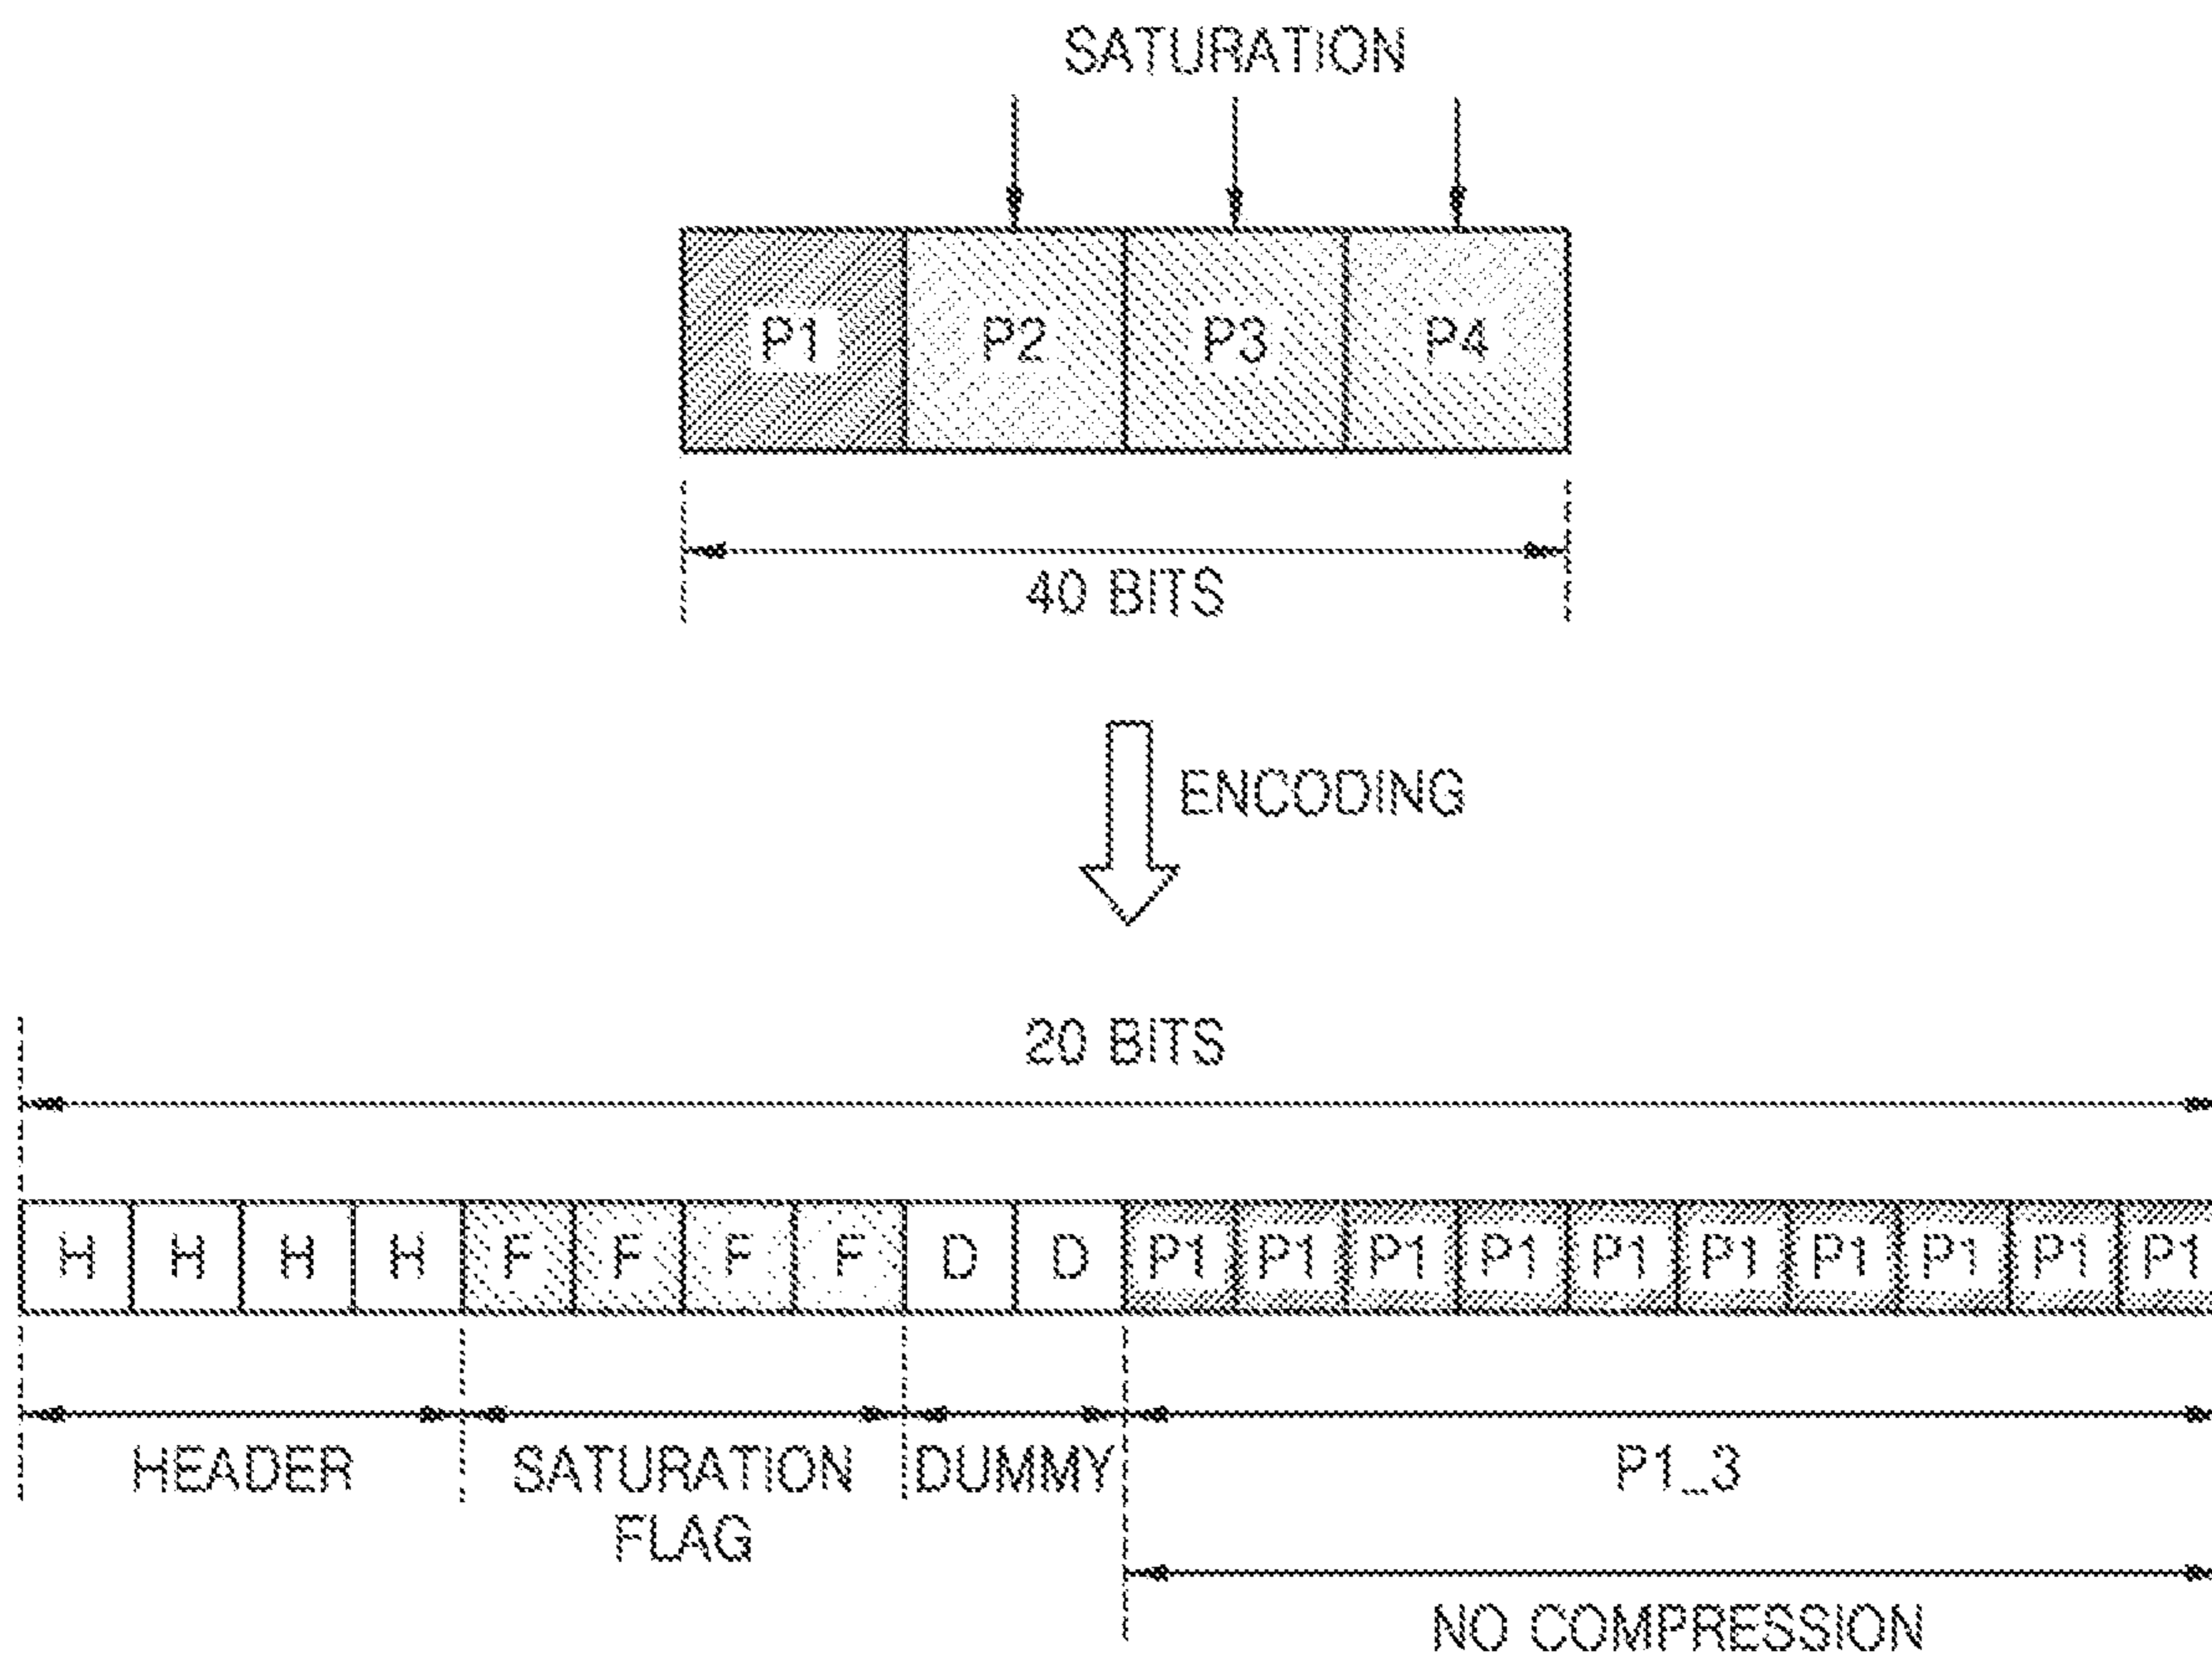 SATURATION
P1 P2 P3 P4
40 BITS
ENCODING
20 BITS
H H H H F F F F D D P1 P1 P1 P1 P1 P1 P1 P1 P1 P1
HEADER SATURATION FLAG DUMMY P1_3
NO COMPRESSION